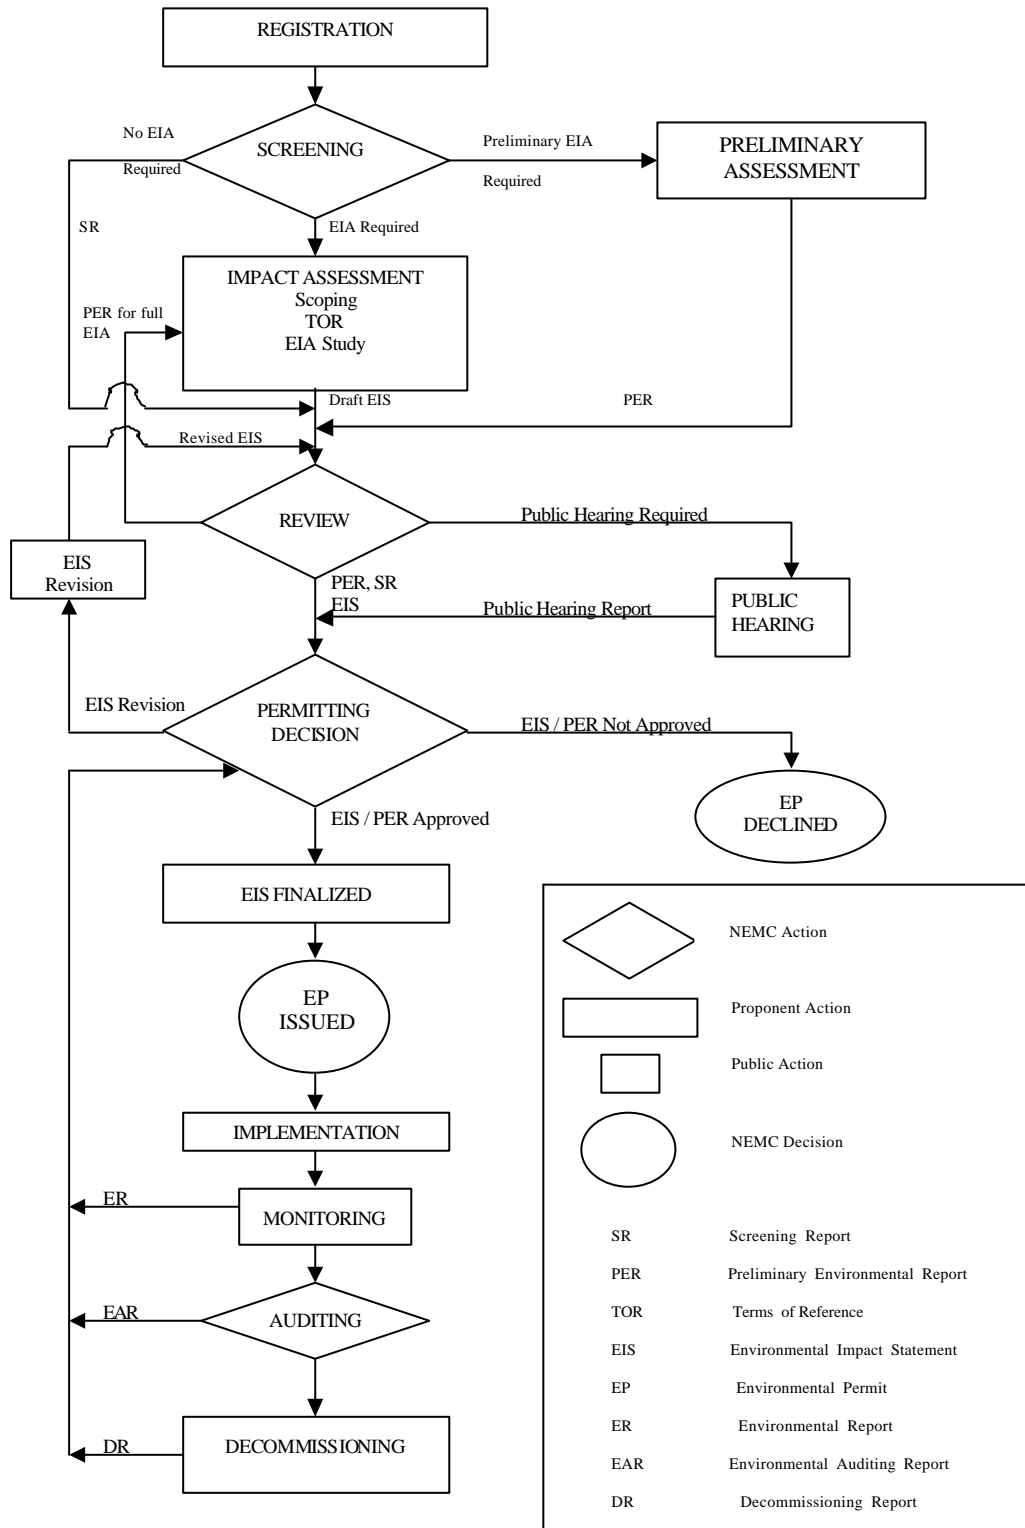 REGISTRATION
No EIA
Required
SCREENING
Preliminary EIA
Required
PRELIMINARY
ASSESSMENT
SR
EIA Required
IMPACT ASSESSMENT
Scoping
TOR
EIA Study
PER for full
EIA
Draft EIS
PER
Revised EIS
REVIEW
Public Hearing Required
EIS
Revision
PER, SR
EIS
Public Hearing Report
PUBLIC
HEARING
EIS Revision
PERMITTING
DECISION
EIS / PER Not Approved
EP
DECLINED
EIS / PER Approved
EIS FINALIZED
EP
ISSUED
IMPLEMENTATION
ER
MONITORING
EAR
AUDITING
DR
DECOMMISSIONING
NEMC Action
Proponent Action
Public Action
NEMC Decision
SR Screening Report
PER Preliminary Environmental Report
TOR Terms of Reference
EIS Environmental Impact Statement
EP Environmental Permit
ER Environmental Report
EAR Environmental Auditing Report
DR Decommissioning Report